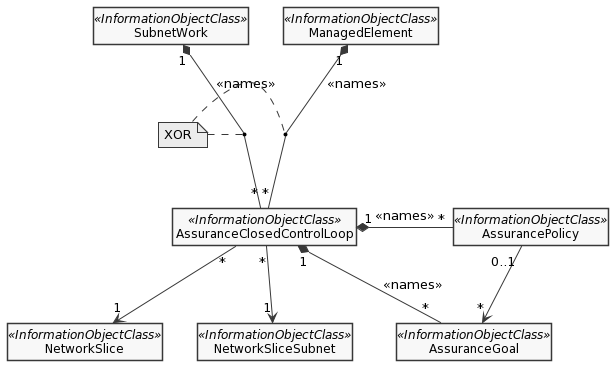 «InformationObjectClass»
SubnetWork
«InformationObjectClass»
ManagedElement
1
1
«names»
«names»
XOR
*
*
«InformationObjectClass»
AssuranceClosedControlLoop
1
«names»
*
«InformationObjectClass»
AssurancePolicy
*
*
1
0..1
«names»
1
1
*
*
«InformationObjectClass»
NetworkSlice
«InformationObjectClass»
NetworkSliceSubnet
«InformationObjectClass»
AssuranceGoal